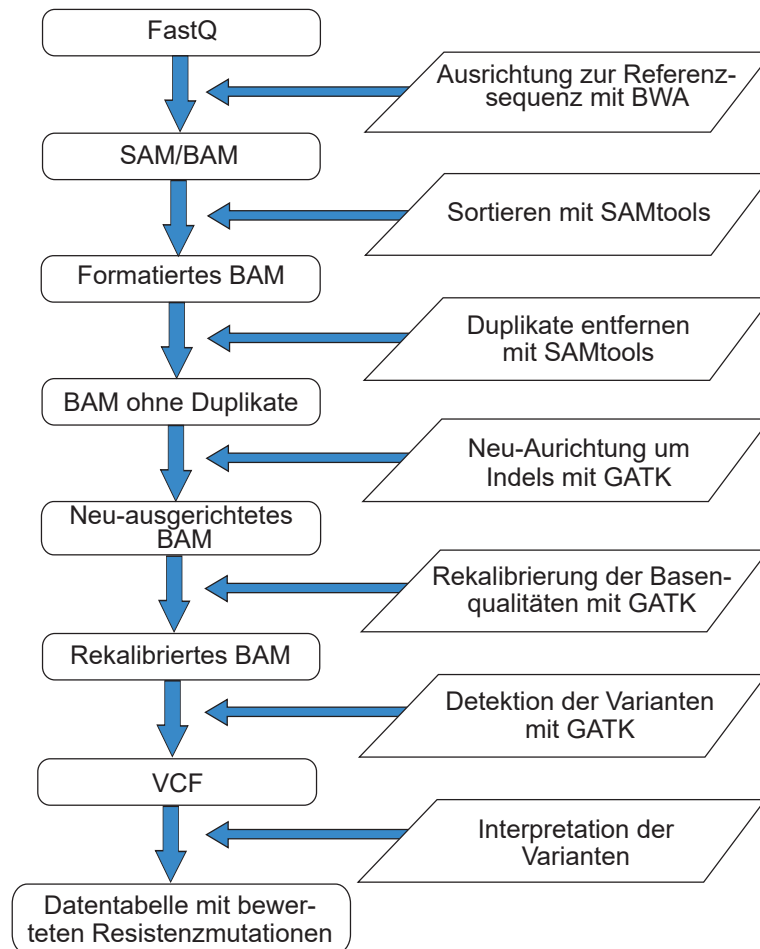 FastQ
Ausrichtung zur Referenz-
sequenz mit BWA
SAM/BAM
Sortieren mit SAMtools
Formatiertes BAM
Duplikate entfernen
mit SAMtools
BAM ohne Duplikate
Neu-Aurichtung um
Indels mit GATK
Neu-ausgerichtetes
BAM
Rekalibrierung der Basen-
qualitäten mit GATK
Rekalibriertes BAM
Detektion der Varianten
mit GATK
VCF
Interpretation der
Varianten
Datentabelle mit bewer-
teten Resistenzmutationen